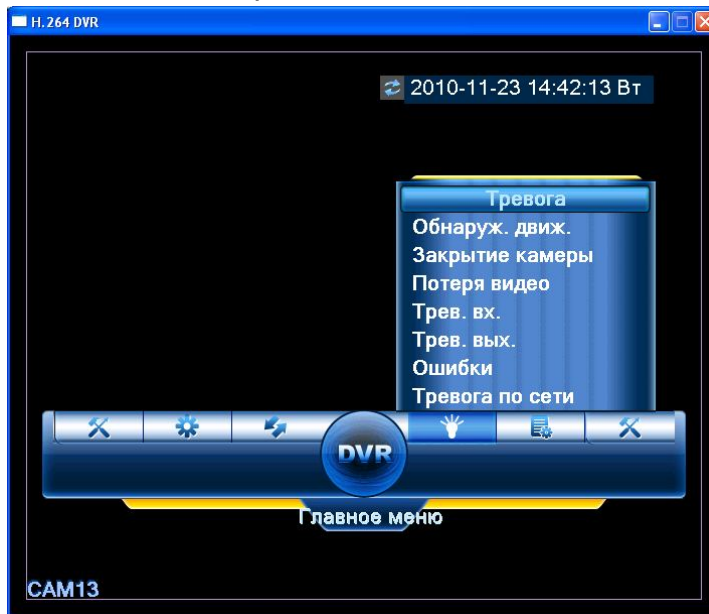 H.264 DVR
2010-11-23 14:42:13 Вт
Тревога
Обнаруж. движ.
Закрытие камеры
Потеря видео
Трев. вх.
Трев. вых.
Ошибки
Тревога по сети
DVR
Главное меню
CAM13